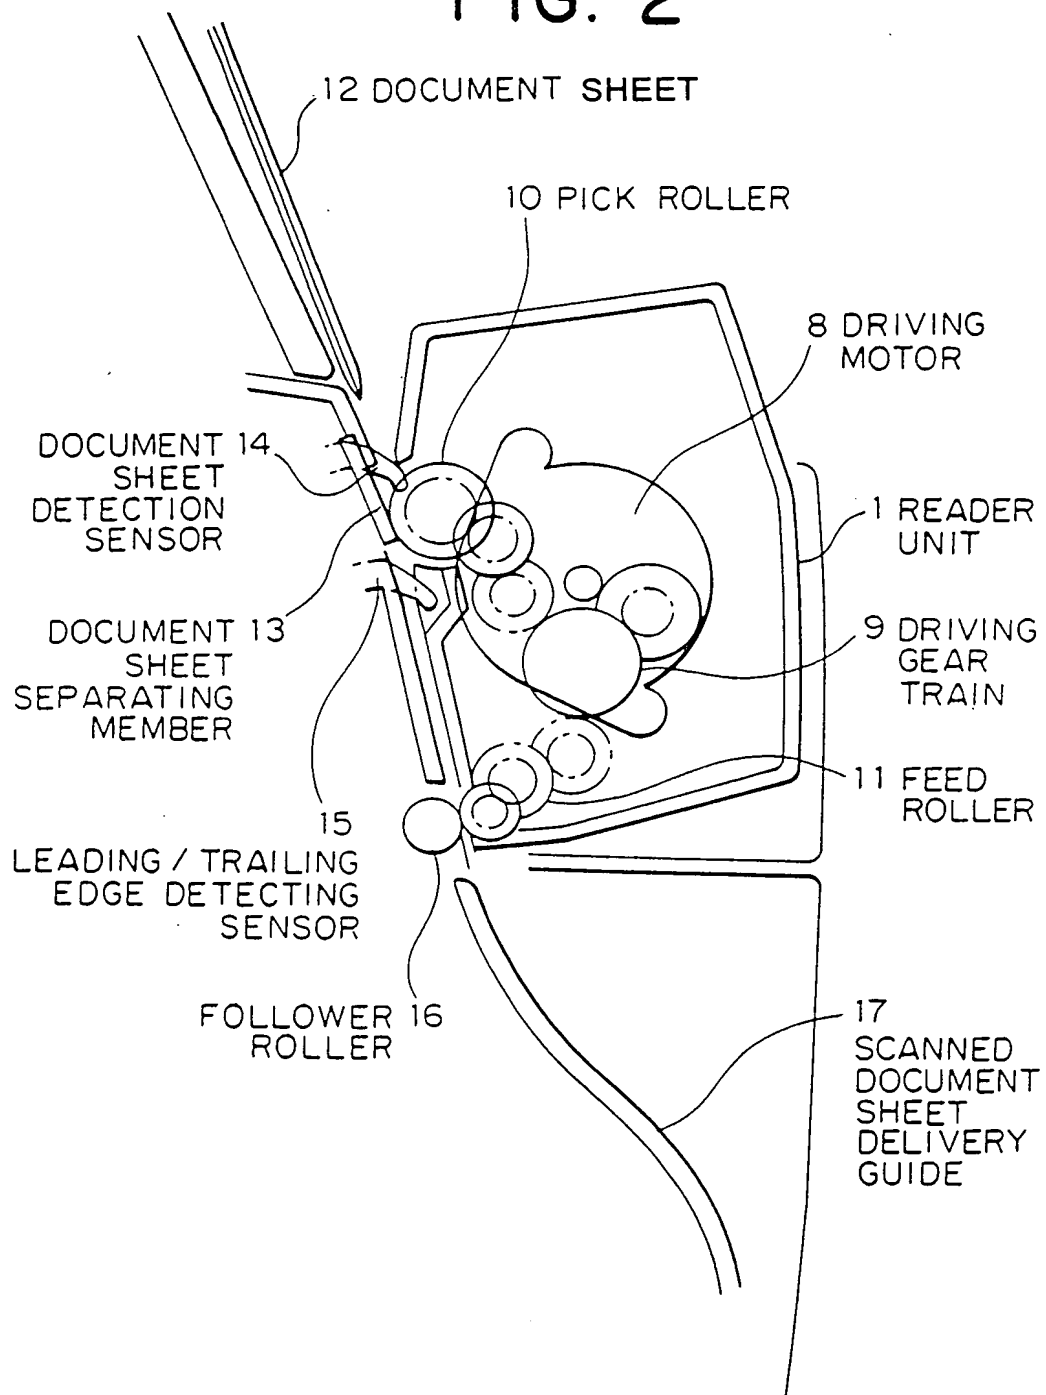 FIG. 2
12 DOCUMENT SHEET
10 PICK ROLLER
8 DRIVING
MOTOR
DOCUMENT 14
SHEET
DETECTION
SENSOR
1 READER
UNIT
DOCUMENT 13
SHEET
SEPARATING
MEMBER
9 DRIVING
GEAR
TRAIN
11 FEED
ROLLER
15
LEADING / TRAILING
EDGE DETECTING
SENSOR
FOLLOWER 16
ROLLER
17
SCANNED
DOCUMENT
SHEET
DELIVERY
GUIDE